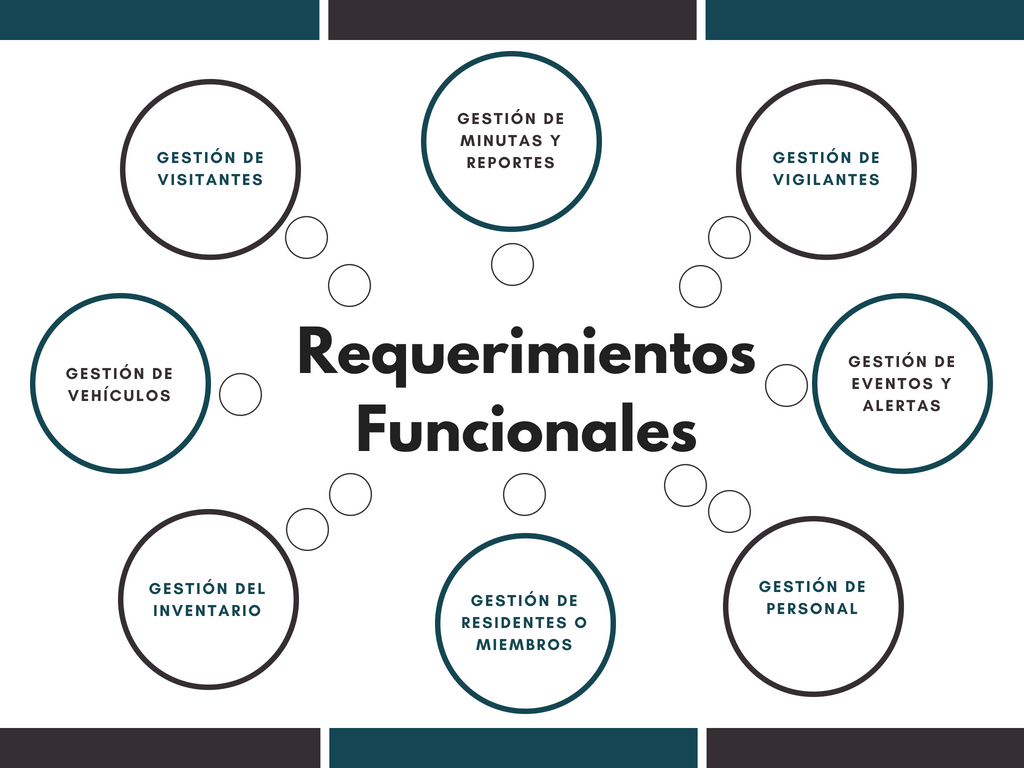 GESTIÓN DE
MINUTAS Y
REPORTES
GESTIÓN DE
VISITANTES
GESTIÓN DE
VIGILANTES
Requerimientos
Funcionales
GESTIÓN DE
VEHÍCULOS
GESTIÓN DE
EVENTOS Y
ALERTAS
GESTIÓN DEL
INVENTARIO
GESTIÓN DE
RESIDENTES O
MIEMBROS
GESTIÓN DE
PERSONAL